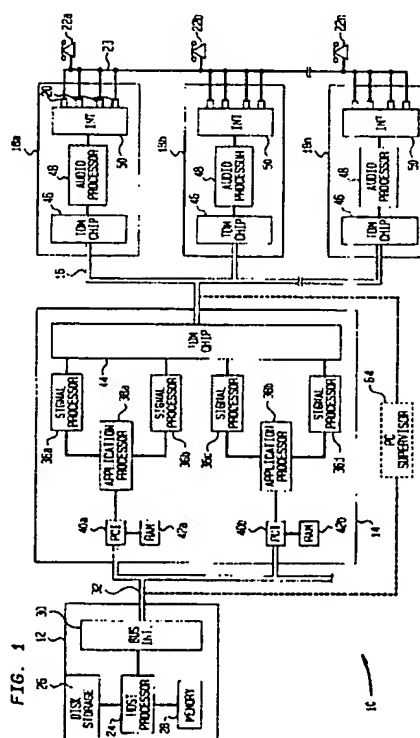 FIG. 1
10
12
26
DISK STORAGE
24
HOST PROCESSOR
28
MEMORY
30
BUS INT.
32
14
40a
PCI
42a
RAM
40b
PCI
42b
RAM
36a
SIGNAL PROCESSOR
38a
APPLICATION PROCESSOR
36b
SIGNAL PROCESSOR
36c
SIGNAL PROCESSOR
38b
APPLICATION PROCESSOR
SIGNAL PROCESSOR
44
TDM CHIP
64
PC SUPERVISOR
16
18a
46
TDM CHIP
48
AUDIO PROCESSOR
50
INT
20
22a
23
18b
46
TDM CHIP
48
AUDIO PROCESSOR
50
INT
22b
18n
46
TDM CHIP
48
AUDIO PROCESSOR
50
INT
22n